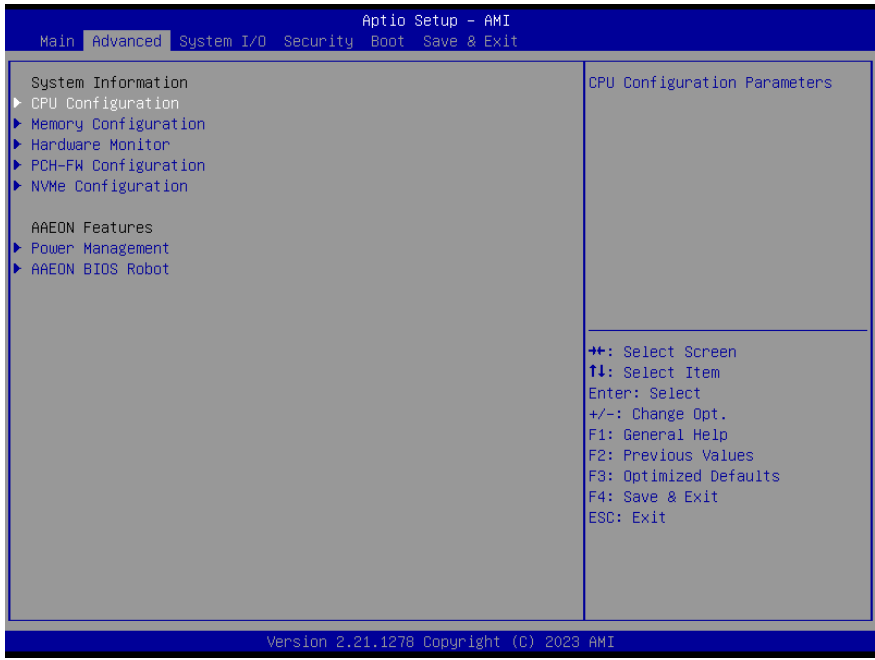 Aptio Setup – AMI
Main Advanced System I/O Security Boot Save & Exit
System Information
CPU Configuration
Memory Configuration
Hardware Monitor
PCH-FW Configuration
NVMe Configuration
AAEON Features
Power Management
AAEON BIOS Robot
CPU Configuration Parameters
→←: Select Screen
↑↓: Select Item
Enter: Select
+/-: Change Opt.
F1: General Help
F2: Previous Values
F3: Optimized Defaults
F4: Save & Exit
ESC: Exit
Version 2.21.1278 Copyright (C) 2023 AMI